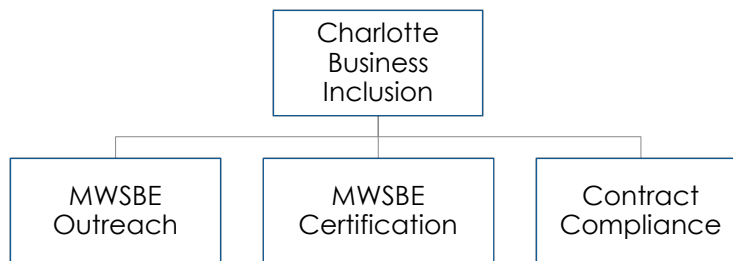 Charlotte
Business
Inclusion
MWSBE
Outreach
MWSBE
Certification
Contract
Compliance